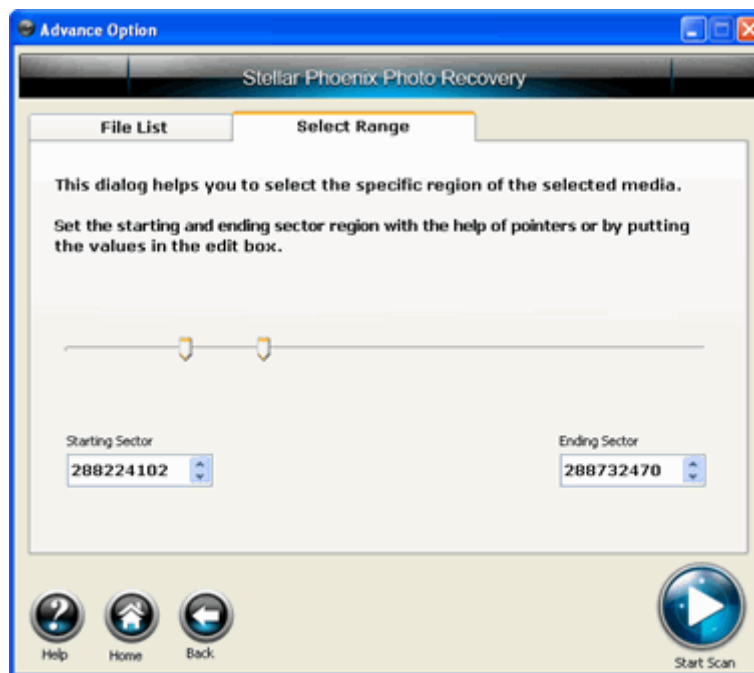 Advance Option
Stellar Phoenix Photo Recovery
File List
Select Range
This dialog helps you to select the specific region of the selected media.
Set the starting and ending sector region with the help of pointers or by putting
the values in the edit box.
Starting Sector
Ending Sector
288224102
288732470
Help
Home
Back
Start Scan